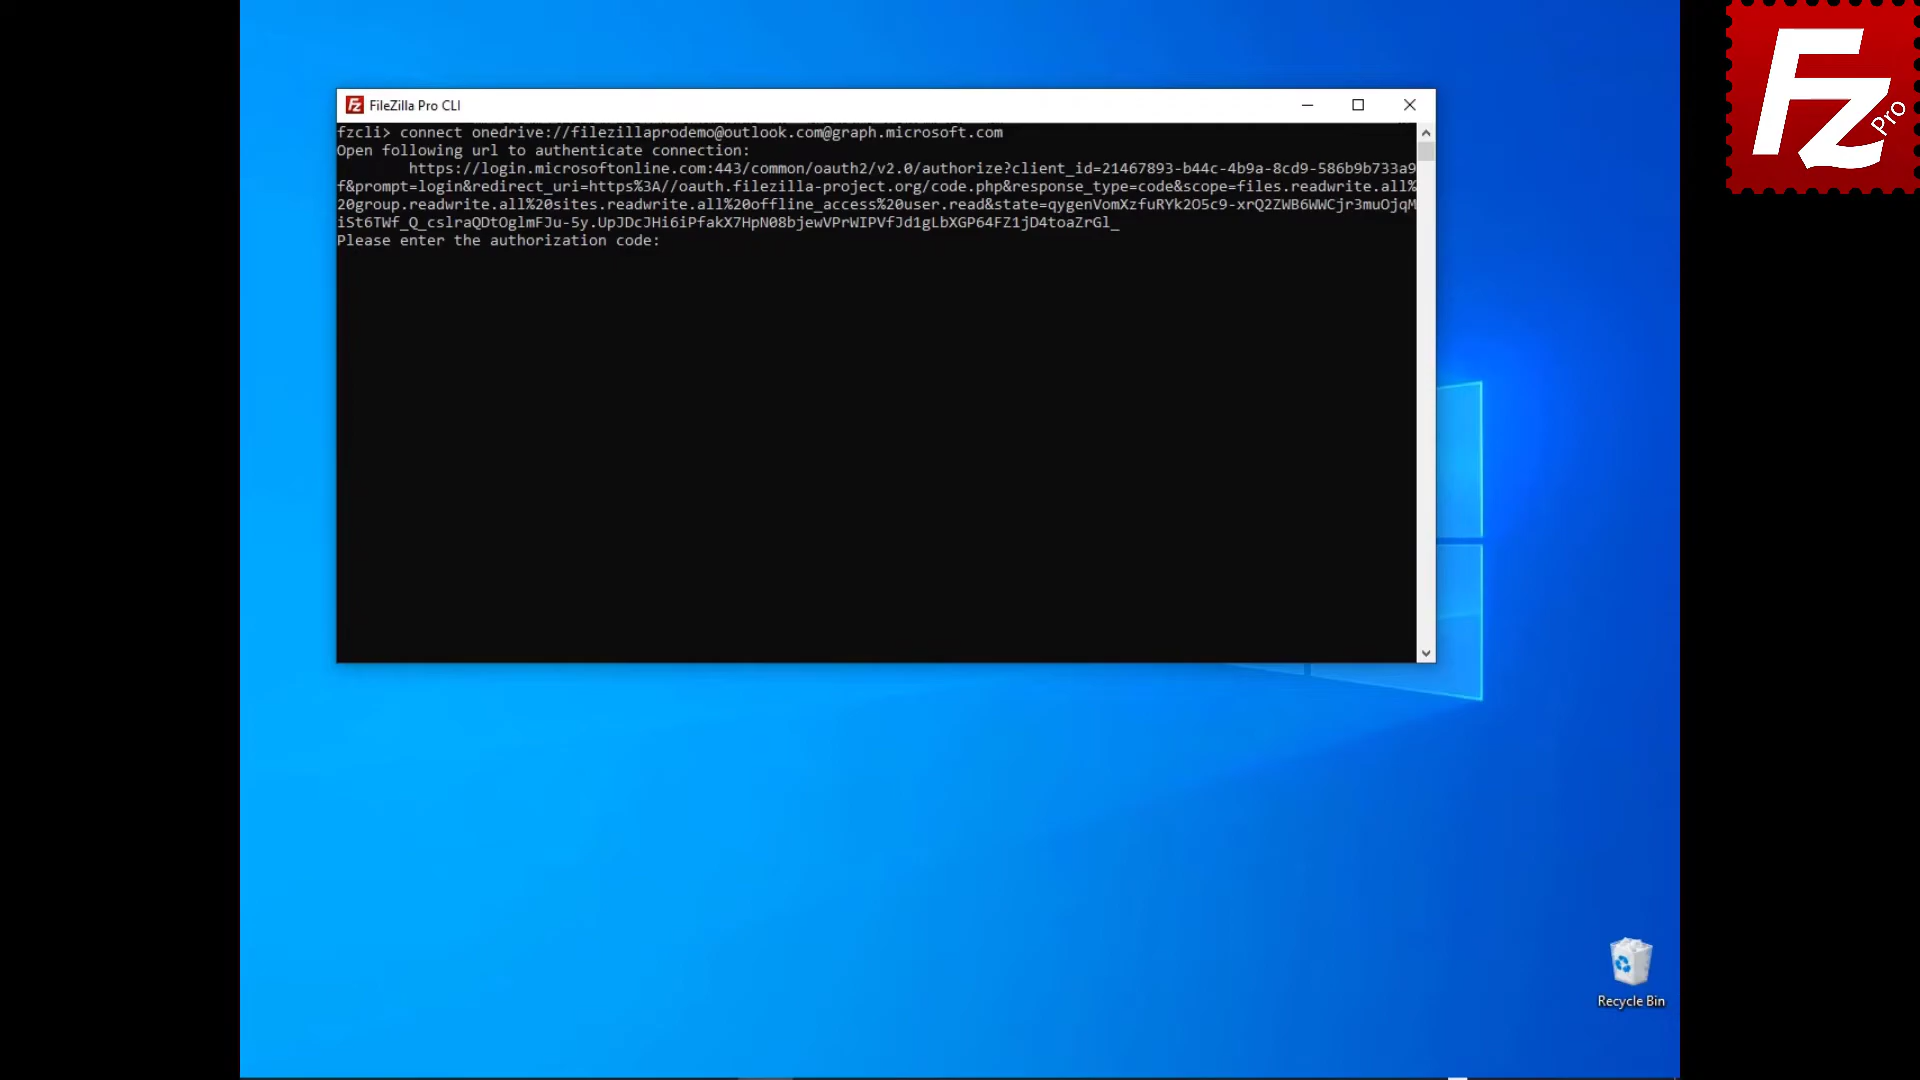 FileZilla Pro CLI
fzcli> connect onedrive://filezillaprodemo@outlook.com@graph.microsoft.com
Open following url to authenticate connection:
https://login.microsoftonline.com:443/common/oauth2/v2.0/authorize?client_id=21467893-b44c-4b9a-8cd9-586b9b733a9
f&prompt=login&redirect_uri=https%3A//oauth.filezilla-project.org/code.php&response_type=code&scope=files.readwrite.all%
20group.readwrite.all%20sites.readwrite.all%20offline_access%20user.read&state=qygenVomXzfuRYk2O5c9-xrQ2ZWB6WWCjr3muOjqM
iSt6TWf_Q_cslraQDtOglmFJu-5y.UpJDcJHi6iPfakX7HpN08bjewVPrWIPVfJd1gLbXGP64FZ1jD4toaZrGl_
Please enter the authorization code:
Fz Pro
Recycle Bin